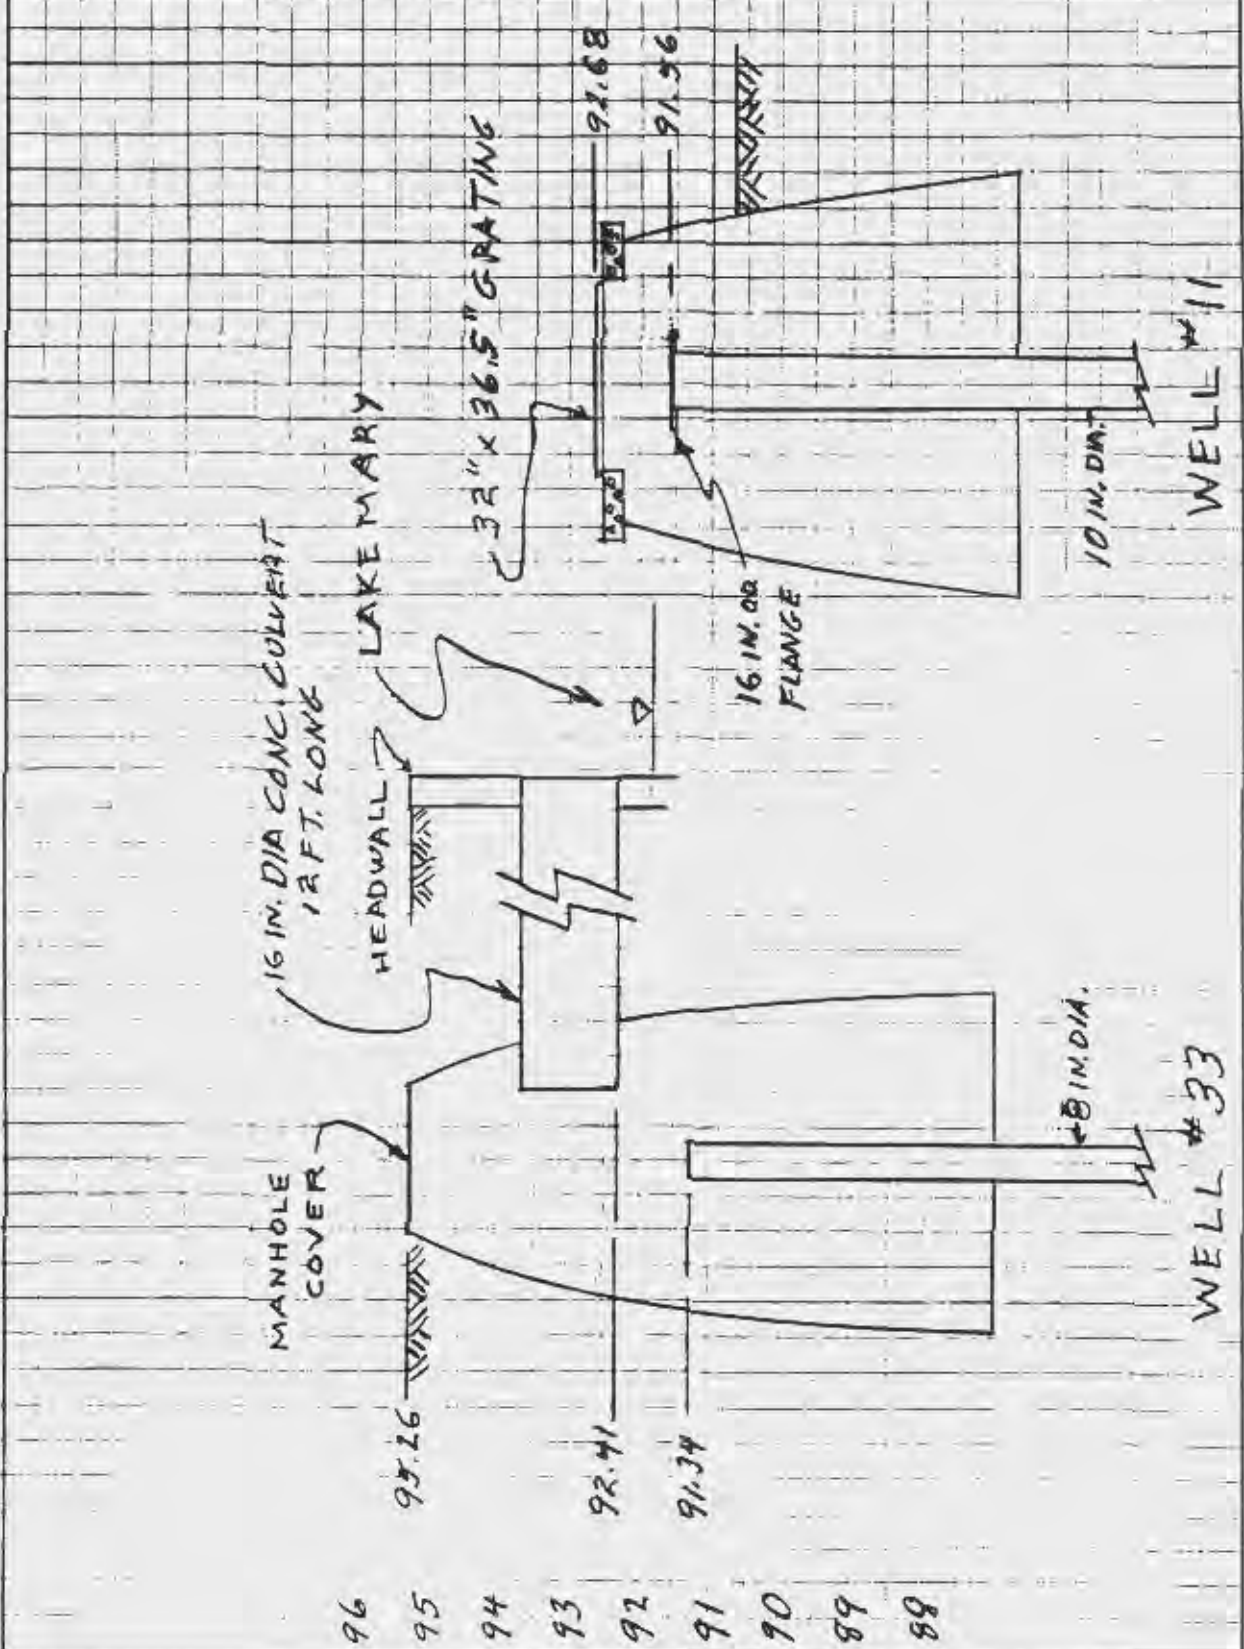 96
95
94
93
92
91
90
89
88
95.26
92.41
91.34
MANHOLE
COVER
16 IN. DIA CONC. CULVERT
12 FT. LONG
HEADWALL
LAKE MARY
8 IN. DIA.
WELL #33
32" x 36.5" GRATING
92.68
91.56
16 IN. OD
FLANGE
10 IN. DIA.
WELL #11